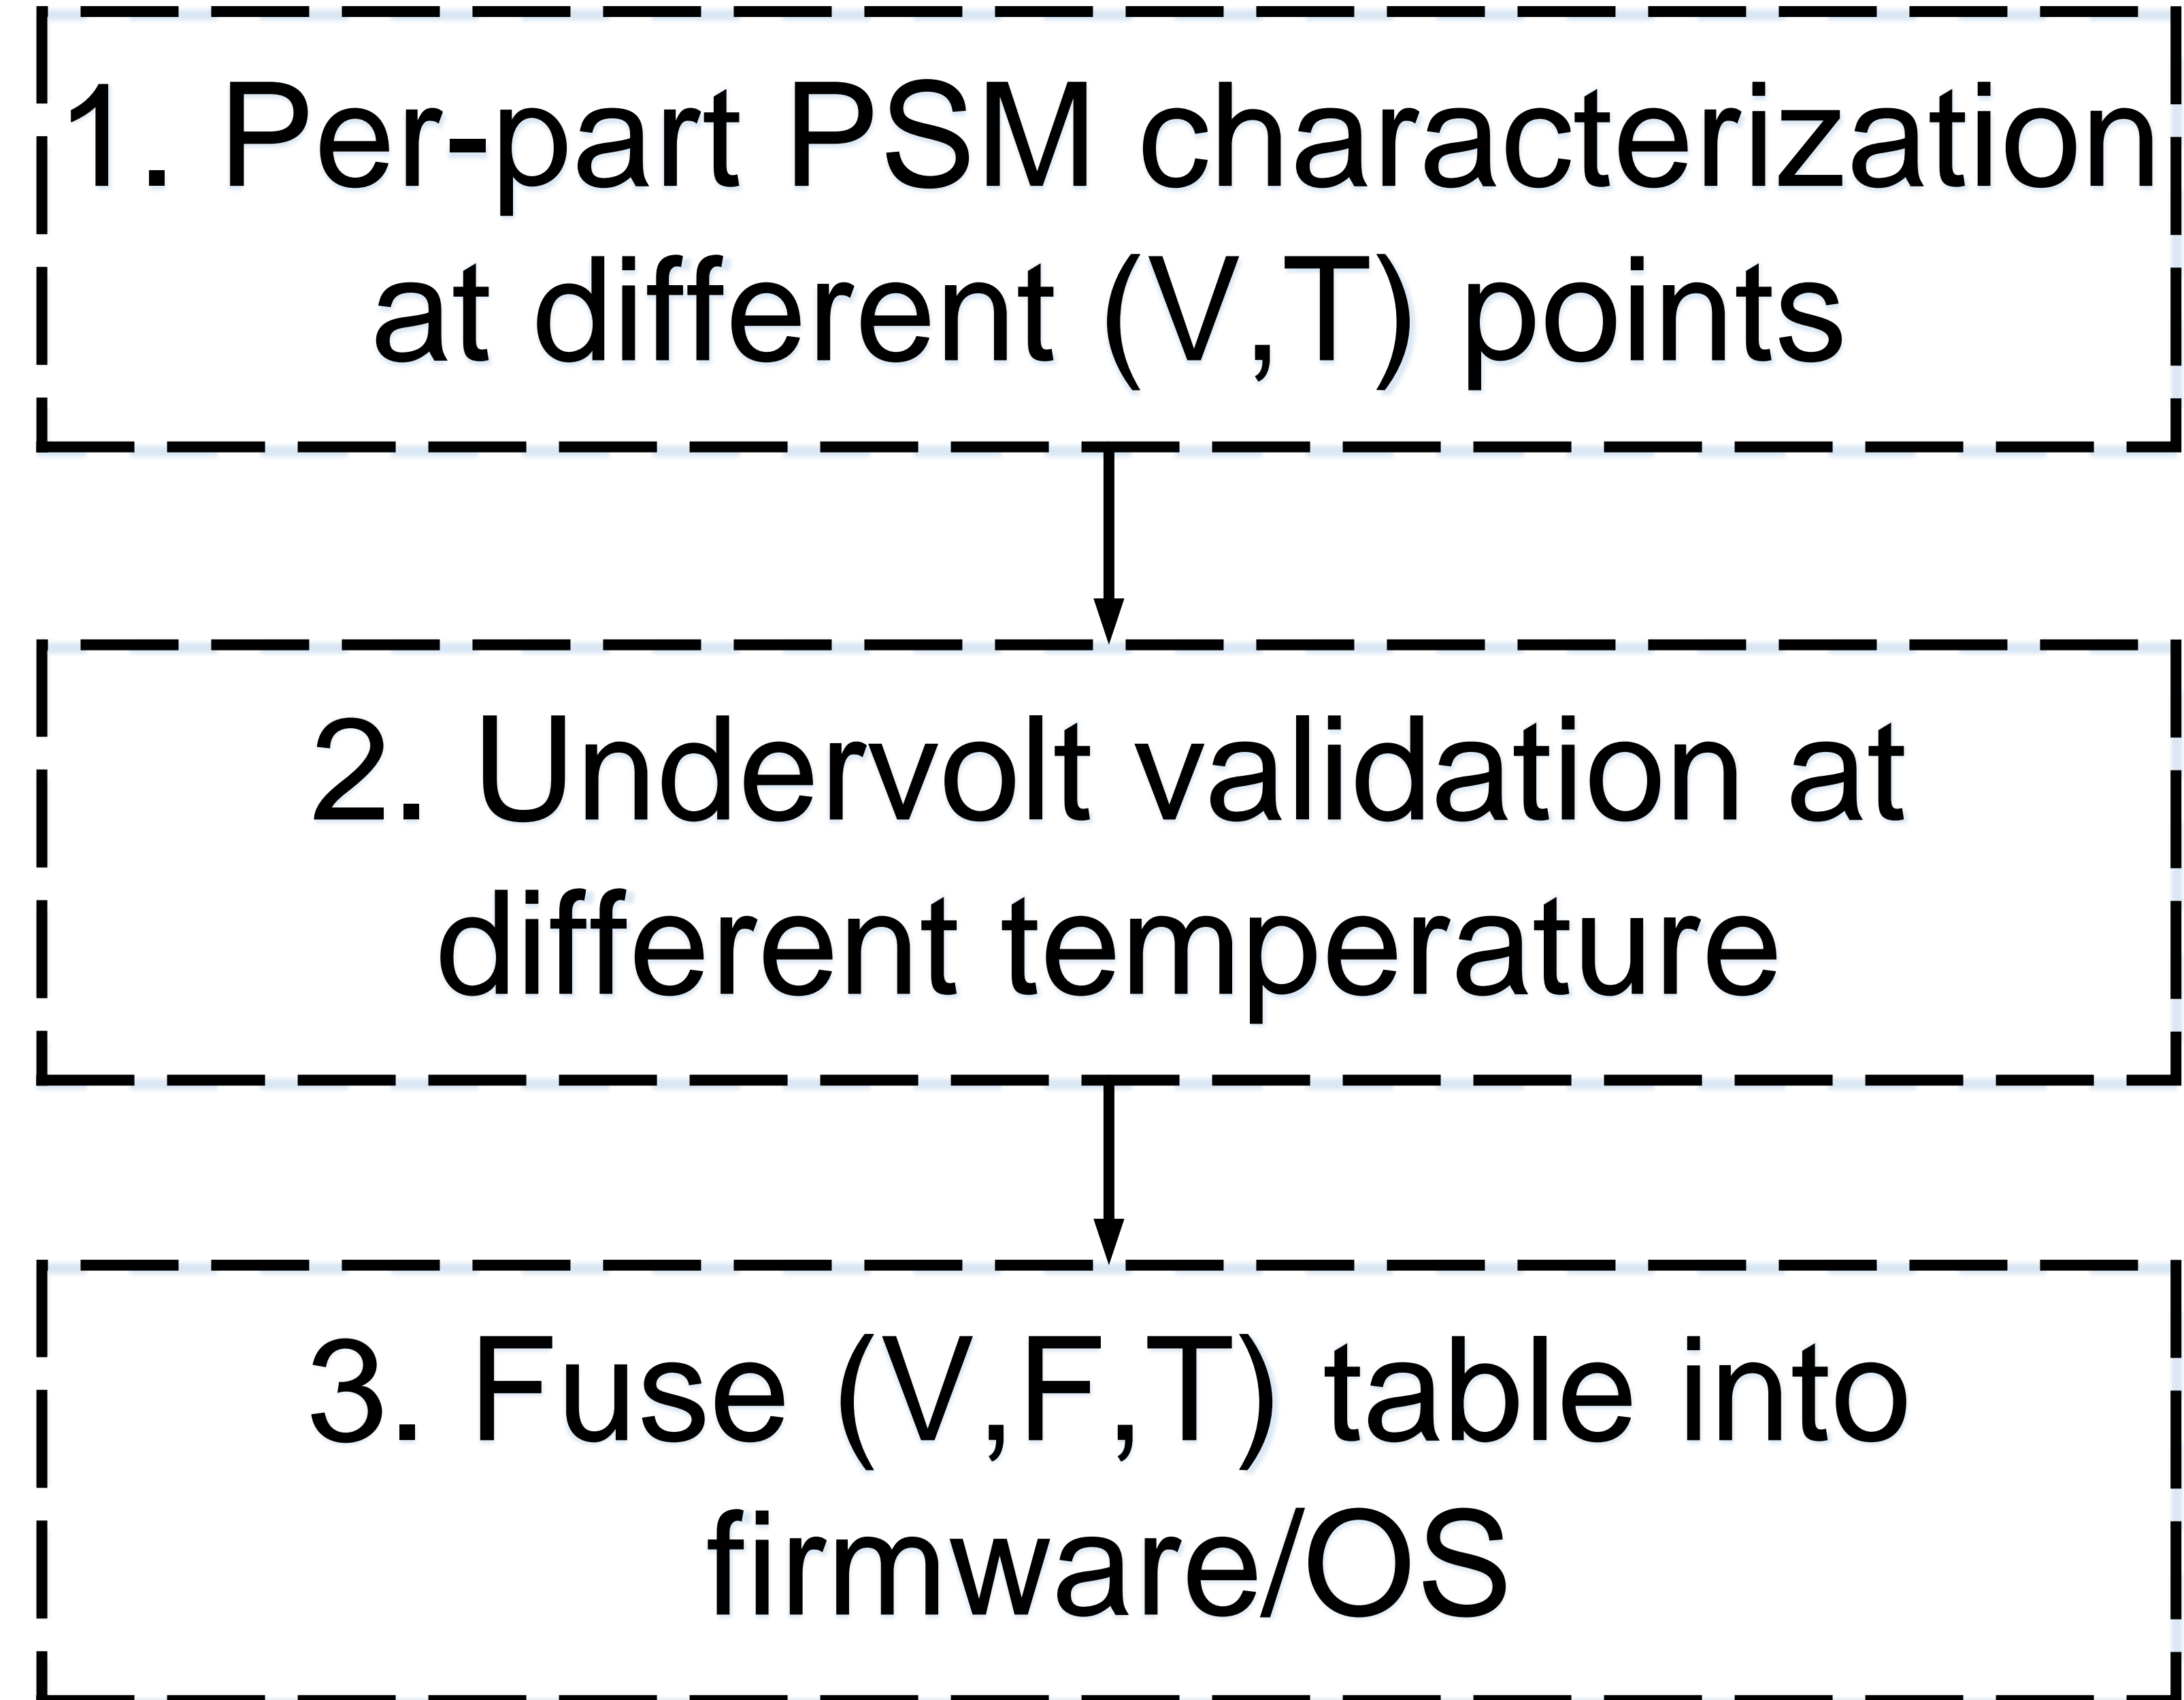 1. Per-part PSM characterization
at different (V,T) points
2. Undervolt validation at
different temperature
3. Fuse (V,F,T) table into
firmware/OS